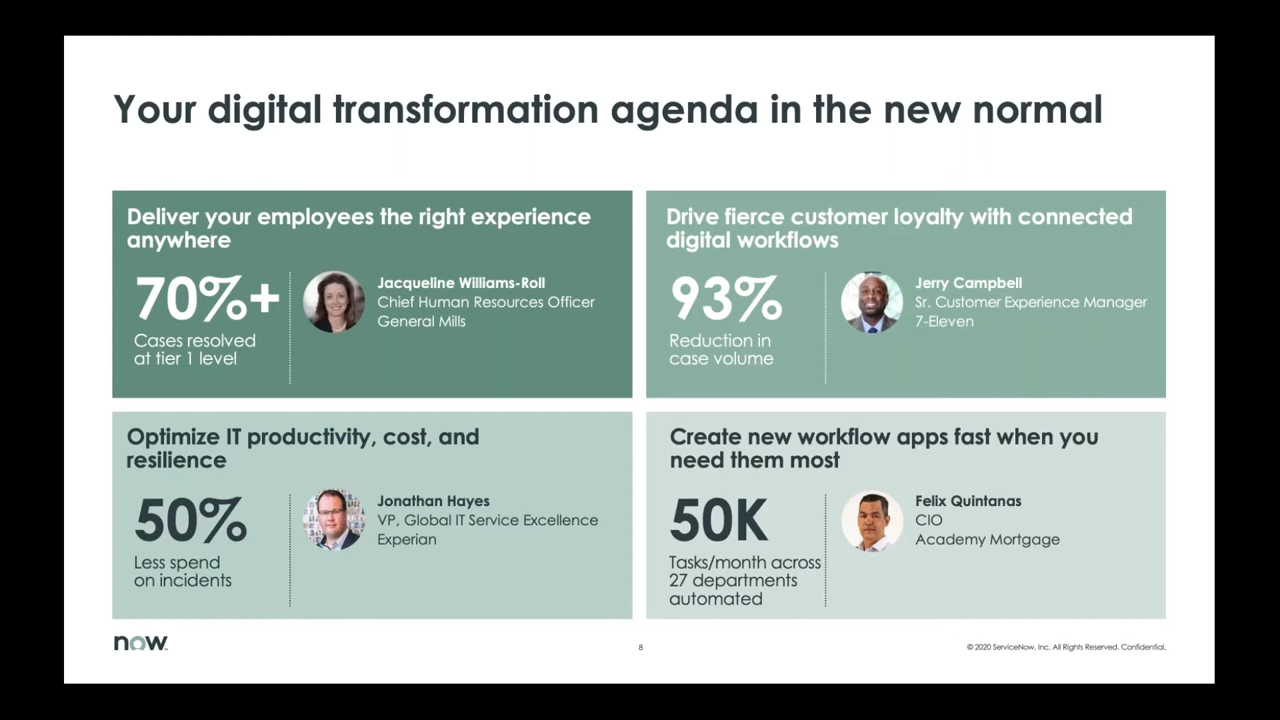 Your digital transformation agenda in the new normal
Deliver your employees the right experience
anywhere
70%+
Cases resolved
at tier 1 level
Jacqueline Williams-Roll
Chief Human Resources Officer
General Mills
Drive fierce customer loyalty with connected
digital workflows
93%
Reduction in
case volume
Jerry Campbell
Sr. Customer Experience Manager
7-Eleven
Optimize IT productivity, cost, and
resilience
50%
Less spend
on incidents
Jonathan Hayes
VP, Global IT Service Excellence
Experian
Create new workflow apps fast when you
need them most
50K
Tasks/month across
27 departments
automated
Felix Quintanas
CIO
Academy Mortgage
now
8
© 2020 ServiceNow, Inc. All Rights Reserved. Confidential.